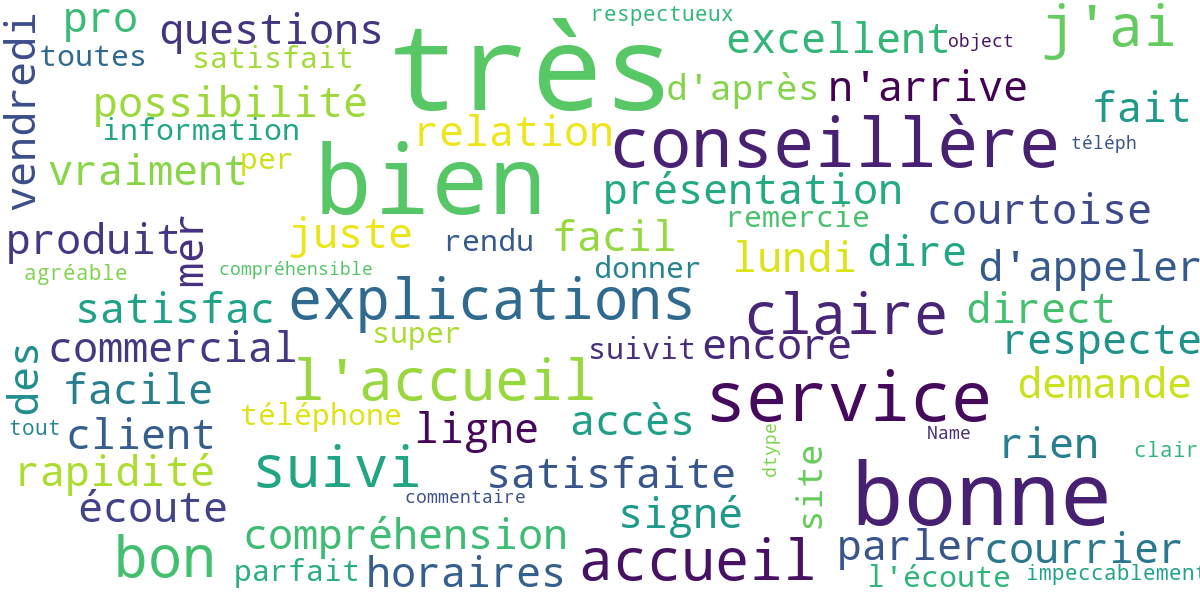 pro
questions
respectueux
j'ai
vendredi
toutes
satisfait
très
excellent
object
possibilité
d'après
n'arrive
fait
information
relation
conseillère
téléph
vraiment
per
bien
présentation
remercie
courtoise
produit
mer
juste
rendu
facil
lundi
dire
d'appeler
agréable
compréhensible
donner
satisfac
explications
claire
direct
commercial
super
suivit
encore
respecte
des
facile
l'accueil
service
demande
tout
client
téléphone
ligne
accès
dtype
Name
rien
clair
rapidité
suivi
satisfaite
site
bonne
écoute
commentaire
signé
bon
compréhension
accueil
parler
courrier
parfait
horaires
l'écoute
impeccablement